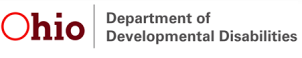 Ohio
Department of
Developmental Disabilities